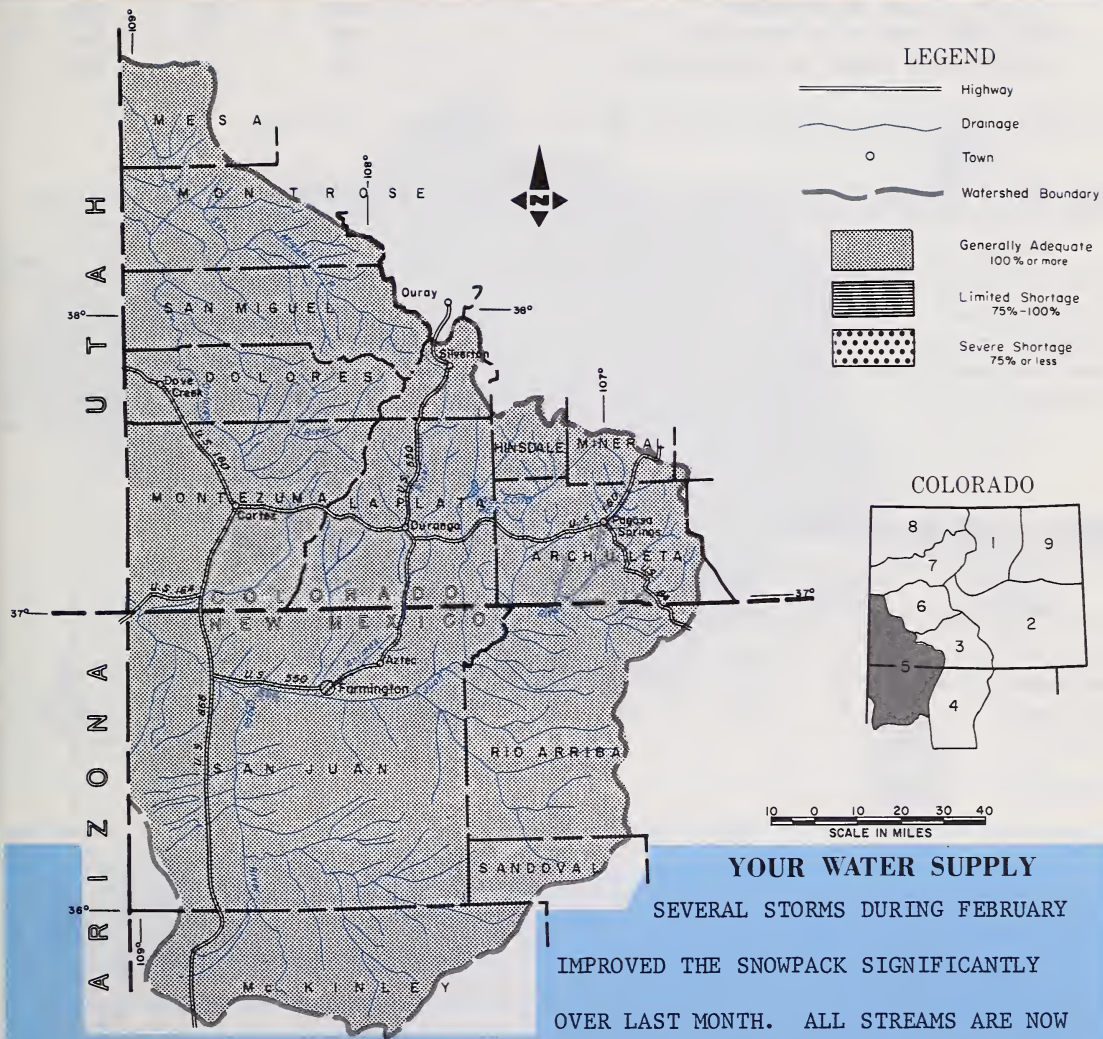 109°
LEGEND
Highway
Drainage
Town
Watershed Boundary
Generally Adequate
100% or more
Limited Shortage
75%-100%
Severe Shortage
75% or less
MESA
108°
MONTROSE
N
UTAH
Ouray
38°
38°
SAN MIGUEL
Silverton
DOLORES
Dove
Creek
107°
U.S. 160
U.S. 550
HINSDALE
MINERAL
COLORADO
8
1
9
7
6
2
3
5
4
MONTEZUMA
LA PLATA
Cortez
Durango
U.S. 160
Pagosa
Springs
ARCHULETA
U.S. 164
COLORADO
37°
37°
NEW MEXICO
Aztec
U.S. 550
Farmington
ARIZONA
U.S. 666
SAN JUAN
RIO ARRIBA
10 0 10 20 30 40
SCALE IN MILES
SANDOVAL
36°
109°
McKINLEY
YOUR WATER SUPPLY
SEVERAL STORMS DURING FEBRUARY
IMPROVED THE SNOWPACK SIGNIFICANTLY
OVER LAST MONTH. ALL STREAMS ARE NOW